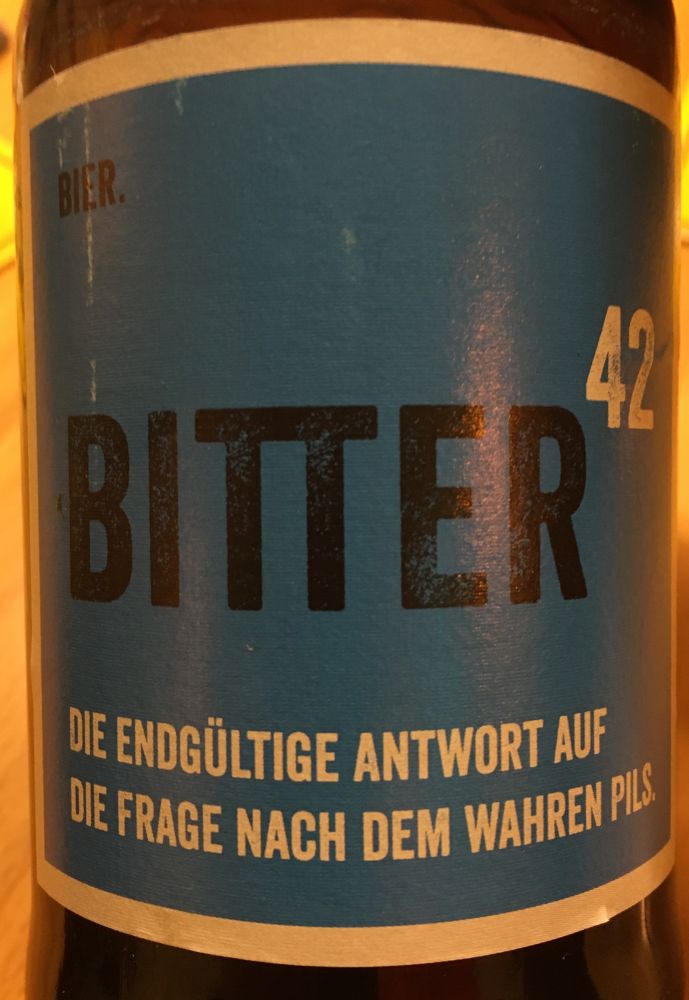 BIER.
BITTER 42
DIE ENDGÜLTIGE ANTWORT AUF
DIE FRAGE NACH DEM WAHREN PILS.